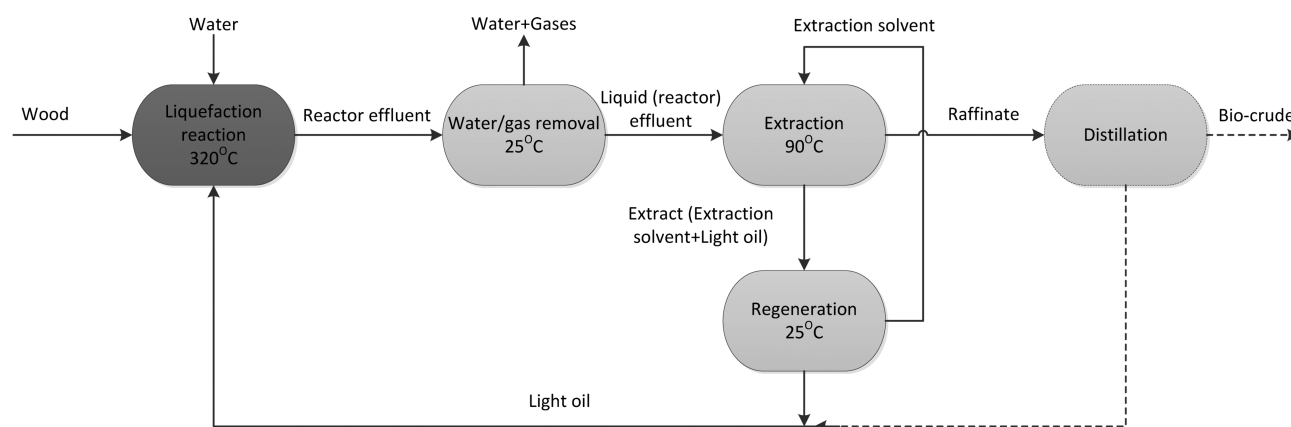 Water
Water+Gases
Extraction solvent
Wood
Liquefaction
reaction
320°C
Reactor effluent
Water/gas removal
25°C
Liquid (reactor)
effluent
Extraction
90°C
Raffinate
Distillation
Bio-crude
Extract (Extraction
solvent+Light oil)
Regeneration
25°C
Light oil